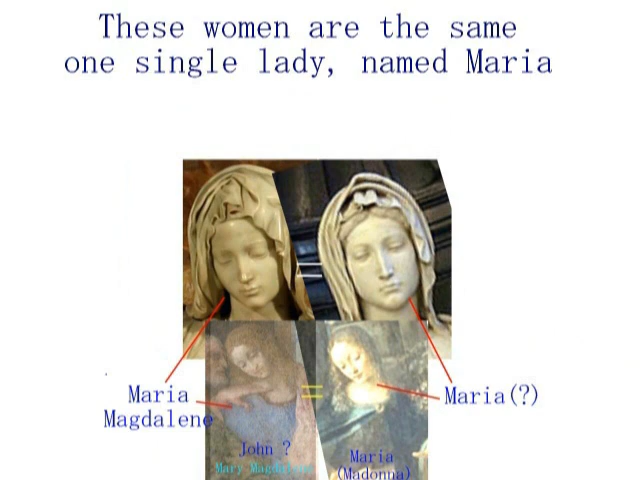 These women are the same
one single lady, named Maria
=
Maria
Magdalene
=
Maria(?)
John ?
Mary Magdalene
Maria
(Madonna)